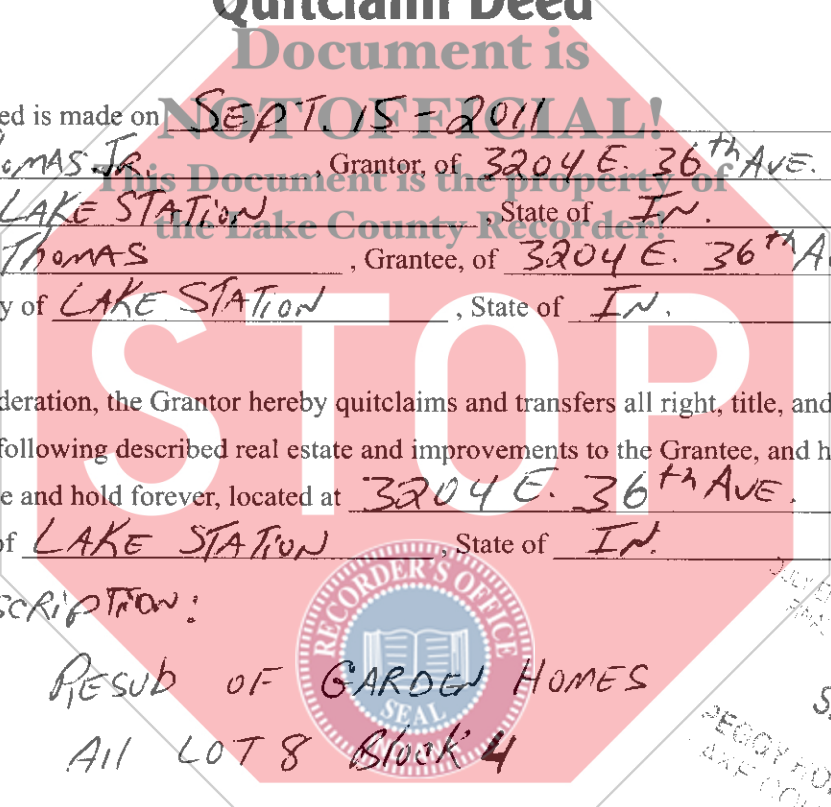 Quitclaim Deed
Document is
NOT OFFICIAL!
ed is made on SEPT. 15 - 2011
homAS JR. , Grantor, of 3204 E. 36th AVE.
This Document is the property of
LAKE STATION , State of IN.
the Lake County Recorder!
ThomAS , Grantee, of 3204 E. 36th A
y of LAKE STATION , State of IN.
STOP
deration, the Grantor hereby quitclaims and transfers all right, title, and
following described real estate and improvements to the Grantee, and h
e and hold forever, located at 3204 E. 36th AVE.
of LAKE STATION , State of IN.
SCRIPTION:
RECORDER'S OFFICE
RESUB OF GARDEN HOMES
SEAL
All LOT 8 Block 4
PEGGY